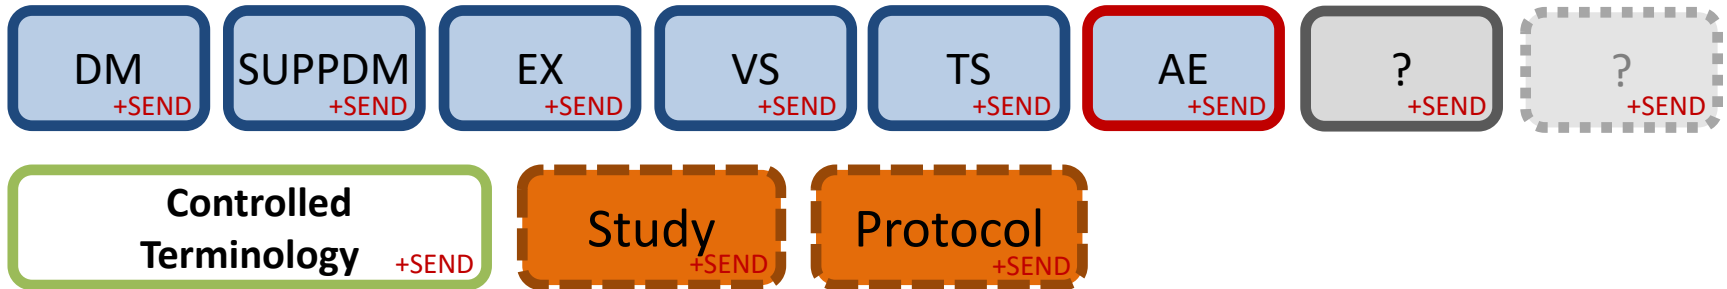 DM
+SEND
SUPPDM
+SEND
EX
+SEND
VS
+SEND
TS
+SEND
AE
+SEND
?
+SEND
?
+SEND
Controlled
Terminology
+SEND
Study
+SEND
Protocol
+SEND